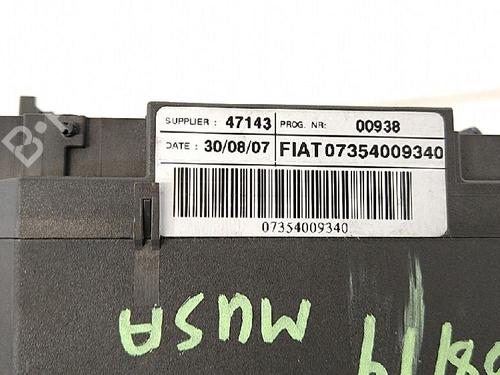 SUPPLIER : 47143 PROG. NR: 00938
DATE : 30/08/07 FIAT 07354009340
07354009340
MUSA